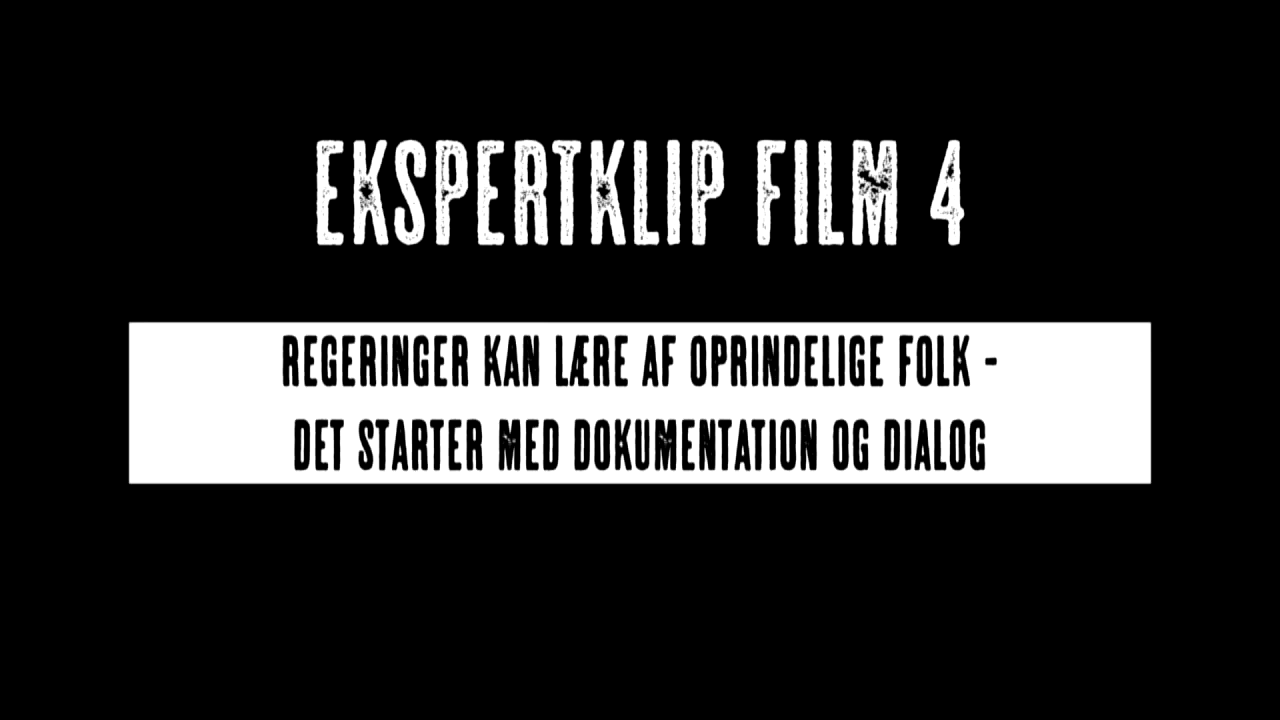 EKSPERTKLIP FILM 4
REGERINGER KAN LÆRE AF OPRINDELIGE FOLK -
DET STARTER MED DOKUMENTATION OG DIALOG